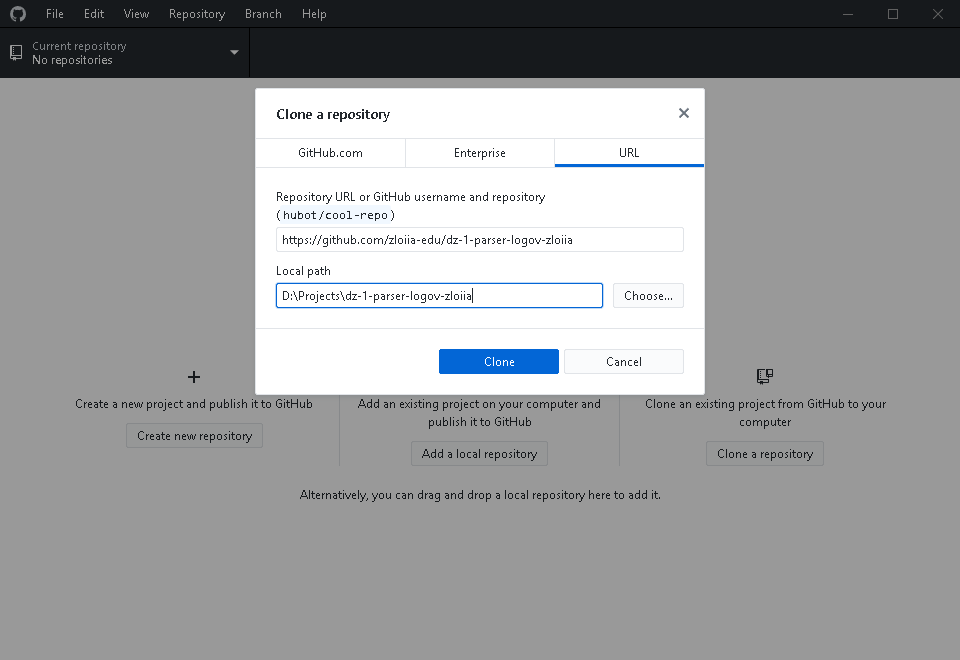 File Edit View Repository Branch Help
Current repository
No repositories
Clone a repository
GitHub.com Enterprise URL
Repository URL or GitHub username and repository
(hubot/cool-repo)
https://github.com/zloiia-edu/dz-1-parser-logov-zloiia
Local path
D:\Projects\dz-1-parser-logov-zloiia
Choose...
Clone Cancel
Create a new project and publish it to GitHub
Create new repository
Add an existing project on your computer and
publish it to GitHub
Add a local repository
Clone an existing project from GitHub to your
computer
Clone a repository
Alternatively, you can drag and drop a local repository here to add it.